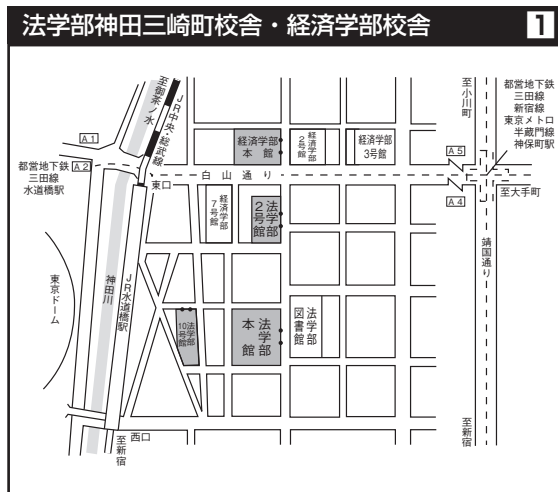 法学部神田三崎町校舎・経済学部校舎
1
至御茶ノ水
JR中央・総武線
A1
都営地下鉄
三田線
水道橋駅
A2
東口
白山通り
経済学部
本館
経済学部
2号館
経済学部
3号館
至小川町
都営地下鉄
三田線
新宿線
東京メトロ
半蔵門線
神保町駅
A5
A4
至大手町
靖国通り
経済学部
7号館
法学部
2号館
東京ドーム
神田川
JR水道橋駅
法学部
10号館
法学部
本館
法学部
図書館
西口
至新宿
至新宿